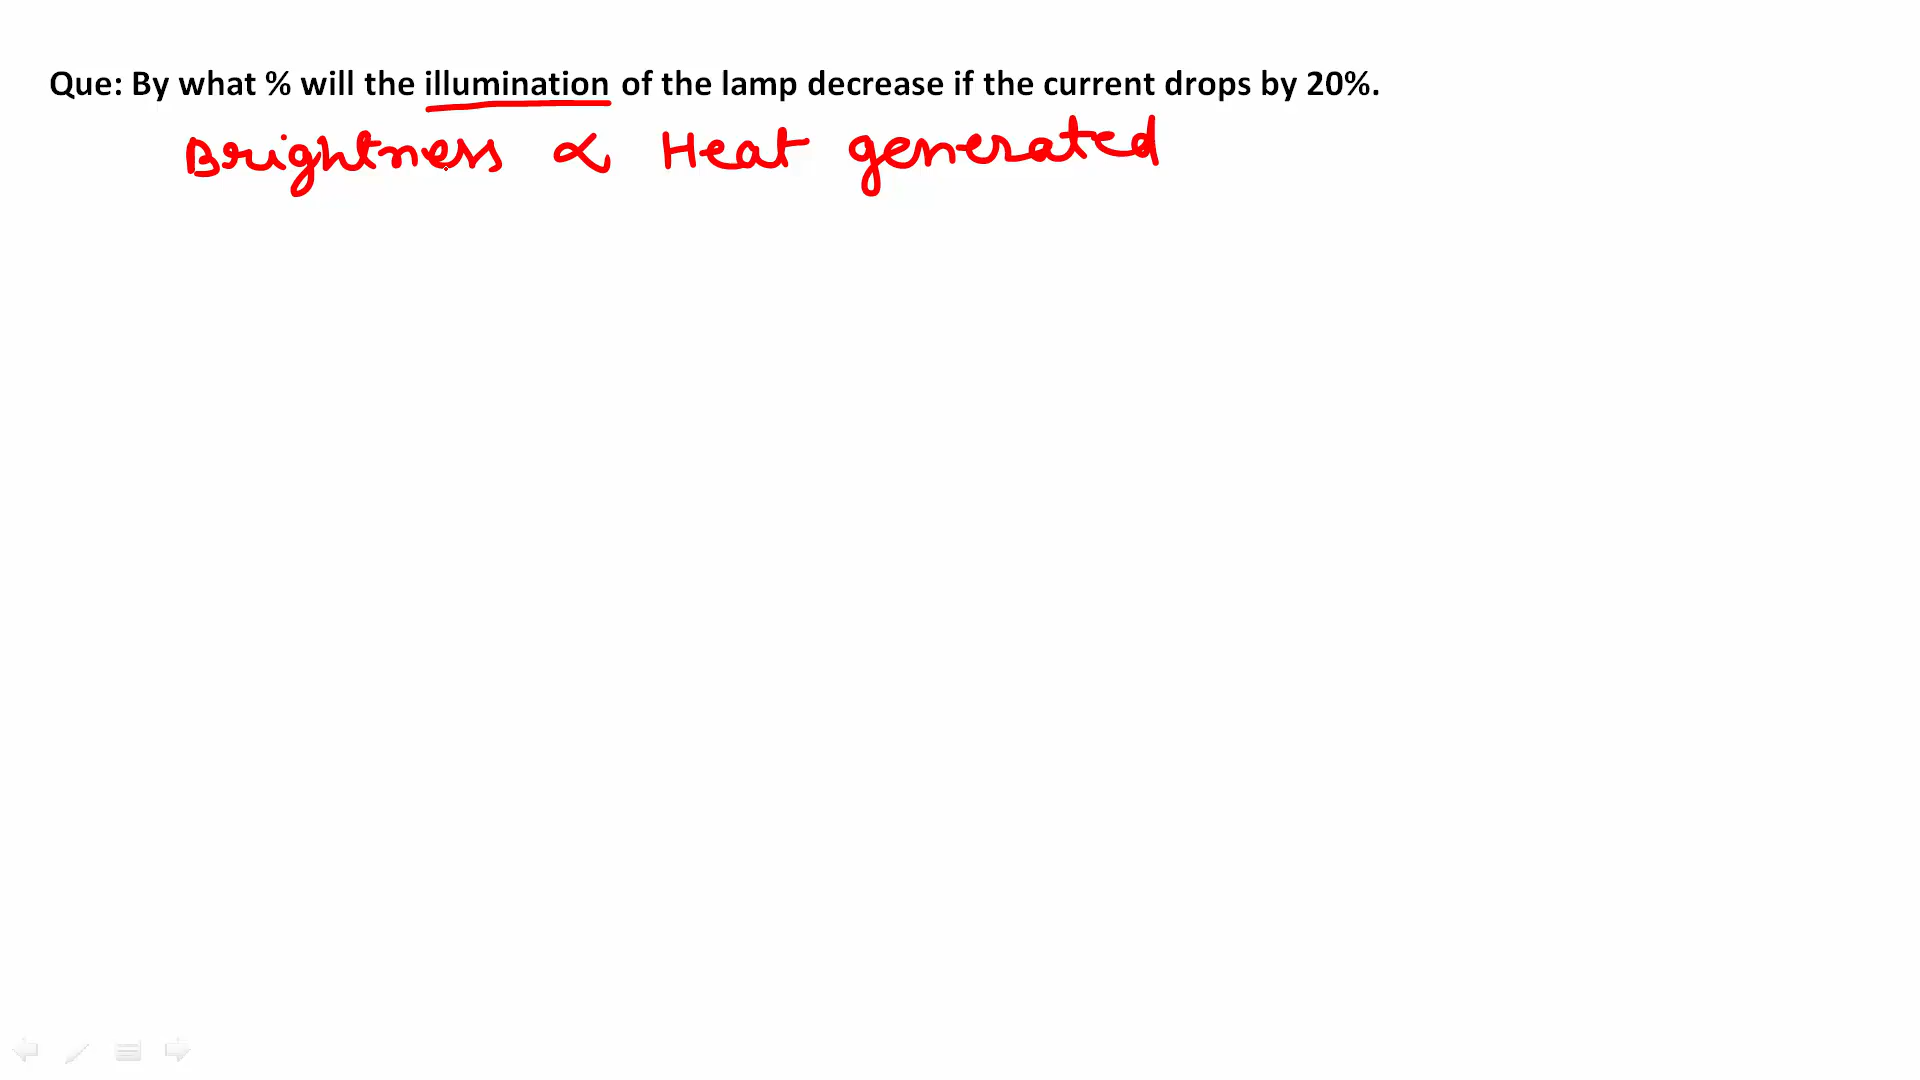 Que: By what % will the illumination of the lamp decrease if the current drops by 20%.
Brightness ∝ Heat generated